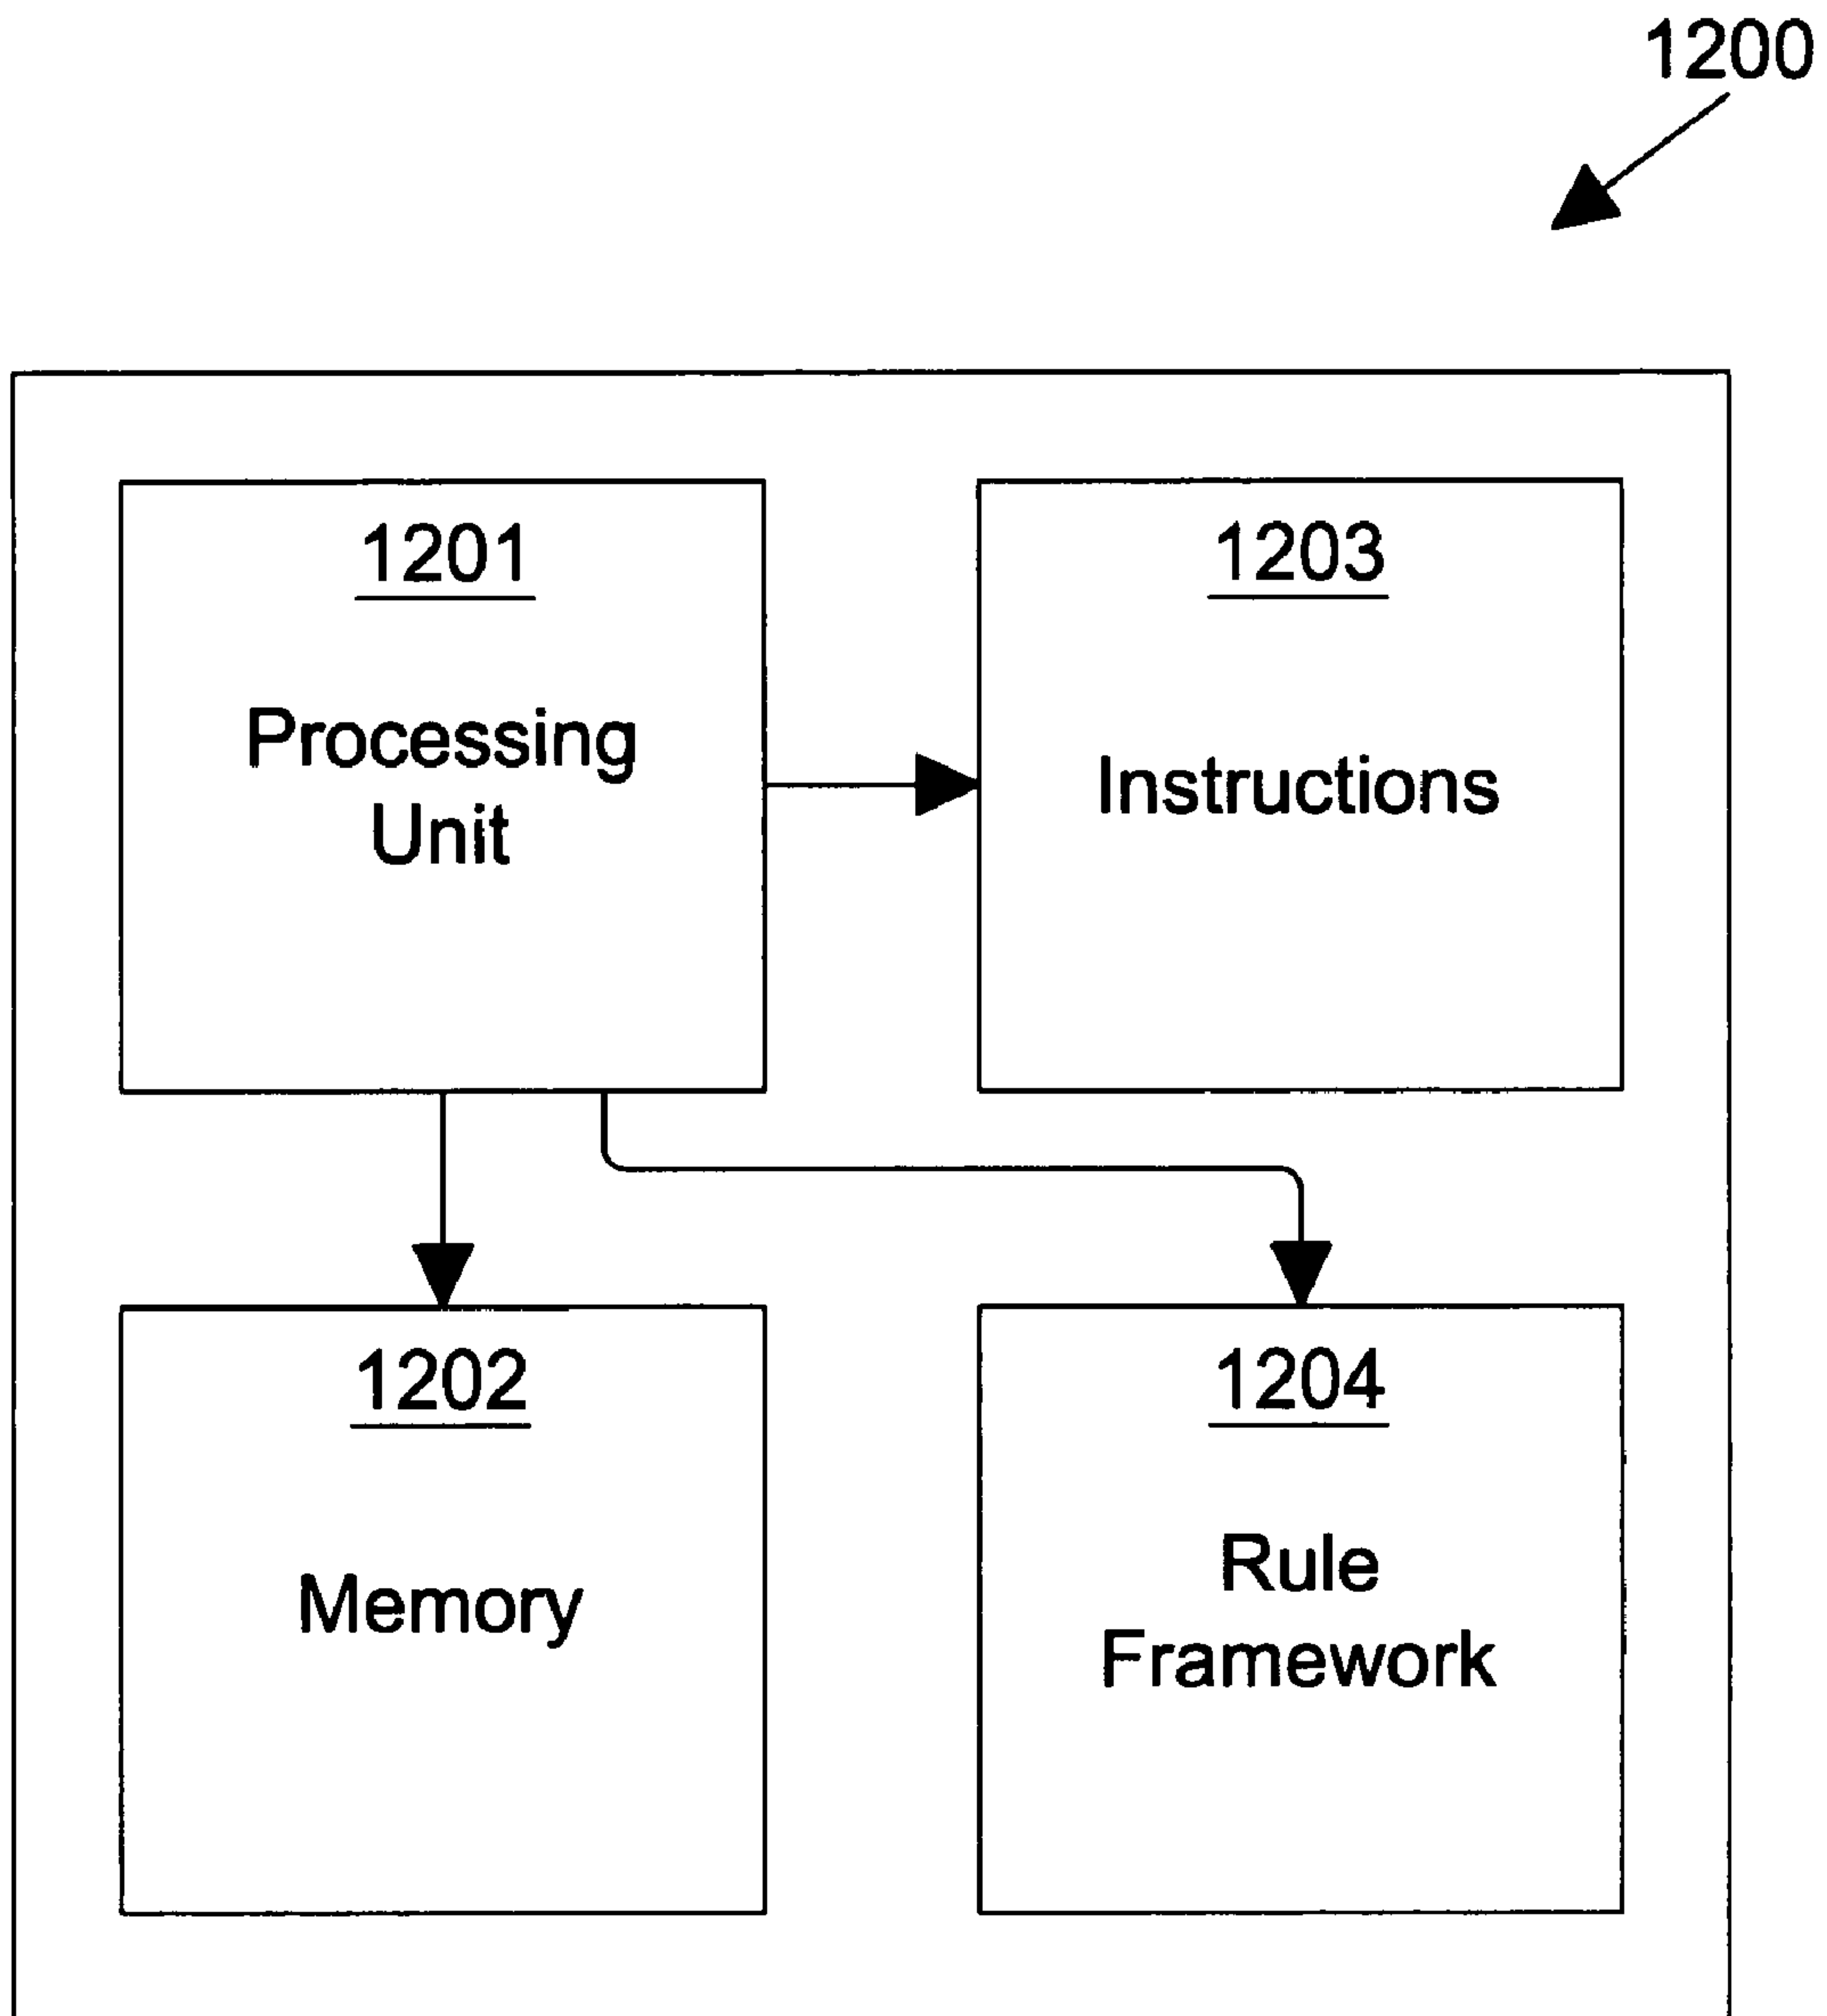 1200
1201
Processing
Unit
1203
Instructions
1202
Memory
1204
Rule
Framework